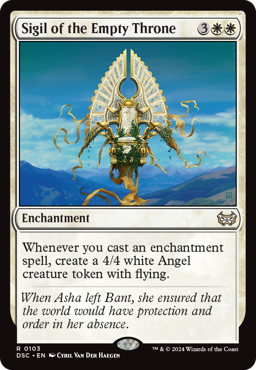 Sigil of the Empty Throne 3
Enchantment
Whenever you cast an enchantment
spell, create a 4/4 white Angel
creature token with flying.
When Asha left Bant, she ensured that
the world would have protection and
order in her absence.
R 0103
DSC • EN CYRIL VAN DER HAEGEN
™ & © 2024 Wizards of the Coast